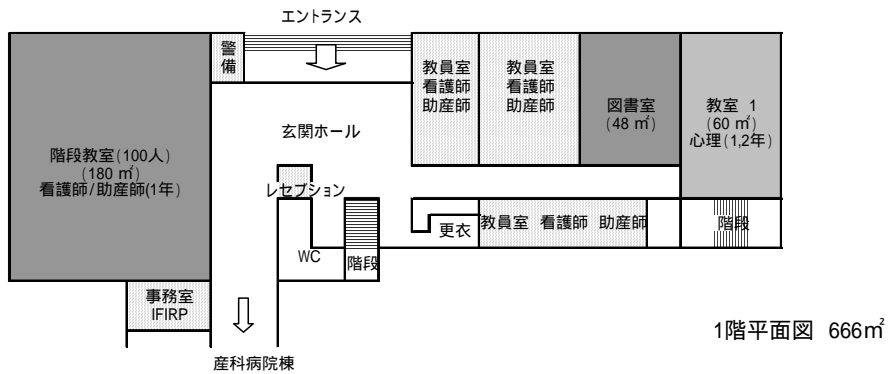 エントランス
警
備
教員室
看護師
助産師
教員室
看護師
助産師
図書室
(48 ㎡)
教室 1
(60 ㎡)
心理(1,2年)
玄関ホール
階段教室(100人)
(180 ㎡)
看護師/助産師(1年)
レセプション
更衣
教員室 看護師 助産師
階段
WC
階段
事務室
IFIRP
産科病院棟
1階平面図 666㎡